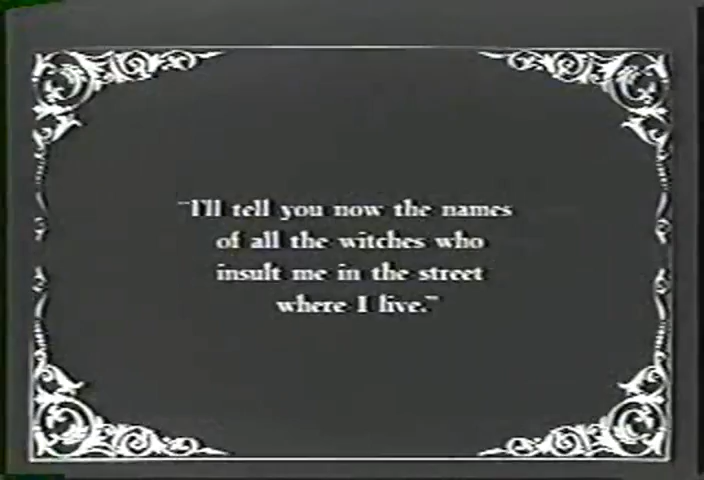 "I'll tell you now the names
of all the witches who
insult me in the street
where I live."